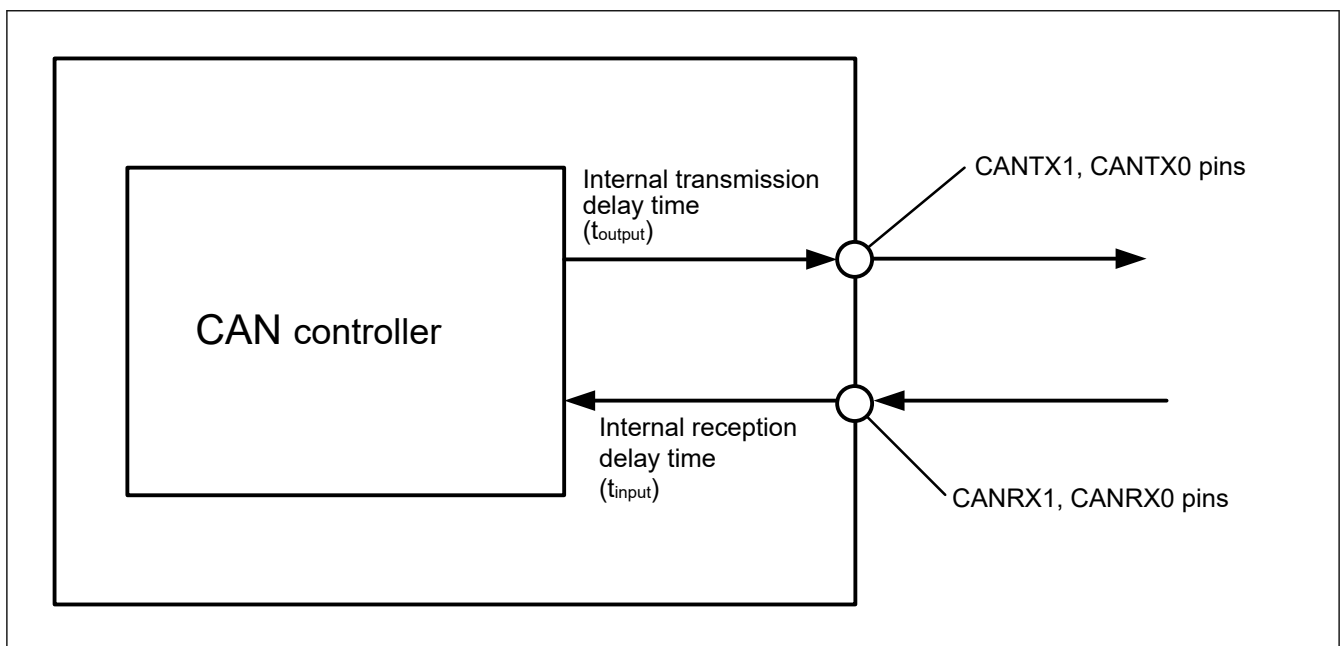 Internal transmission
delay time
(toutput)
CANTX1, CANTX0 pins
CAN controller
Internal reception
delay time
(tinput)
CANRX1, CANRX0 pins